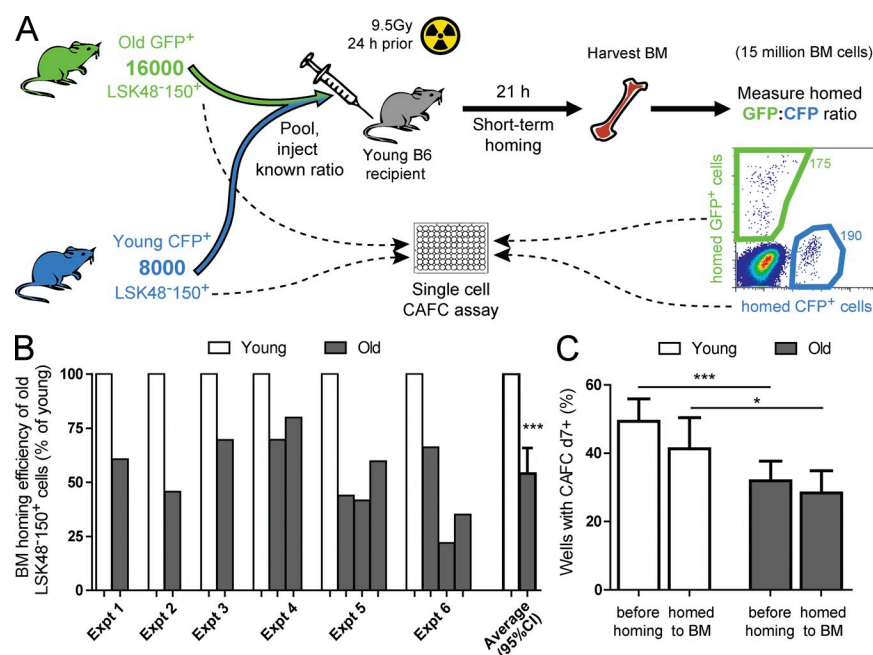 A
Old GFP⁺
16000
LSK48⁻150⁺
Pool,
inject
known ratio
9.5Gy
24 h prior
Young B6
recipient
21 h
Short-term
homing
Harvest BM
(15 million BM cells)
Measure homed
GFP:CFP ratio
Young CFP⁺
8000
LSK48⁻150⁺
Single cell
CAFC assay
homed GFP⁺ cells
175
190
homed CFP⁺ cells
B
Young
Old
BM homing efficiency of old
LSK48⁻150⁺ cells (% of young)
100
75
50
25
0
***
Expt 1
Expt 2
Expt 3
Expt 4
Expt 5
Expt 6
Average
(95%CI)
C
Young
Old
Wells with CAFC d7+ (%)
60
40
20
0
***
*
before
homing
homed
to BM
before
homing
homed
to BM